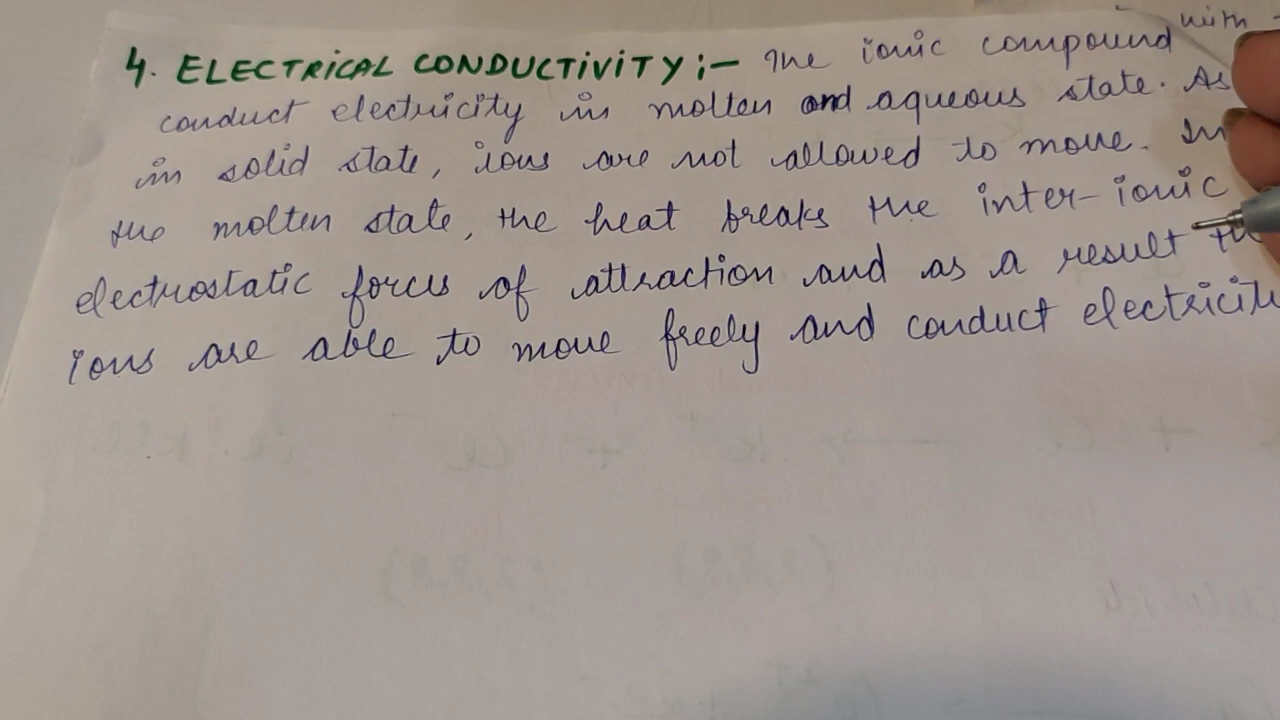 4. ELECTRICAL CONDUCTIVITY :- The ionic compound
conduct electricity in molten and aqueous state. As
in solid state, ions are not allowed to move. In
the molten state, the heat breaks the inter-ionic
electrostatic forces of attraction and as a result
ions are able to move freely and conduct